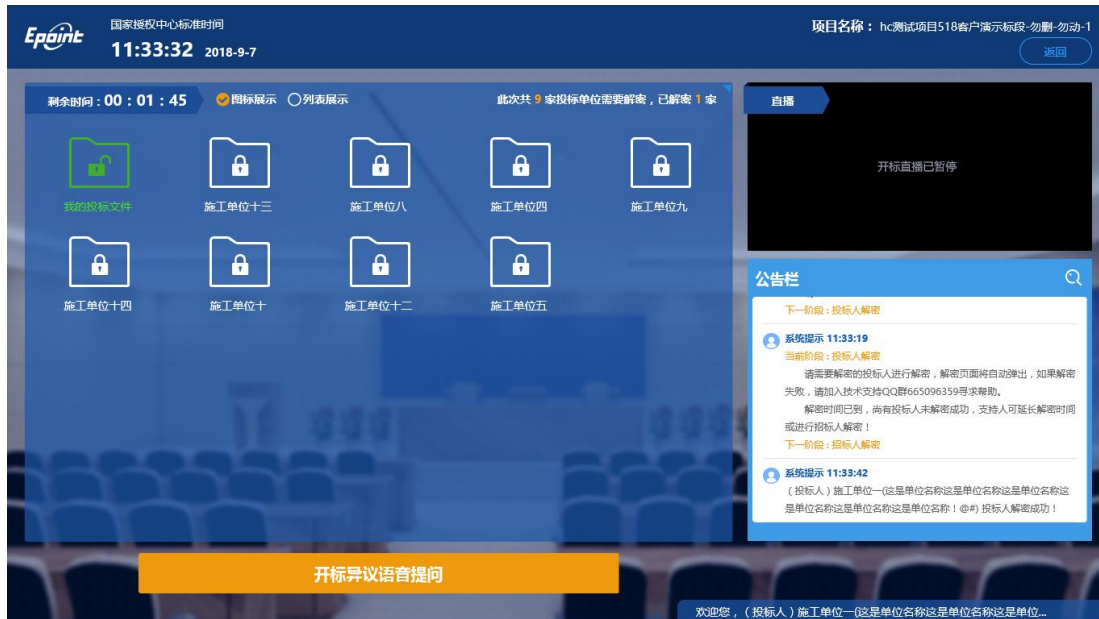 Epoint
国家授权中心标准时间
11:33:32 2018-9-7
项目名称： hc测试项目518客户演示标段-勿删-勿动-1
返回
剩余时间：00：01：45
图标展示 列表展示
此次共 9 家投标单位需要解密，已解密 1 家
我的投标文件 施工单位十三 施工单位八 施工单位四 施工单位九
施工单位十四 施工单位十 施工单位十二 施工单位五
直播
开标直播已暂停
公告栏
下一阶段：投标人解密
系统提示 11:33:19
当前阶段：投标人解密
请需要解密的投标人进行解密，解密页面将自动弹出，如果解密
失败，请加入技术支持QQ群665096359寻求帮助。
解密时间已到，尚有投标人未解密成功，支持人可延长解密时间
或进行招标人解密！
下一阶段：招标人解密
系统提示 11:33:42
（投标人）施工单位一(这是单位名称这是单位名称这是单位名称这
是单位名称这是单位名称这是单位名称！@#) 投标人解密成功！
开标异议语音提问
欢迎您，（投标人）施工单位一(这是单位名称这是单位名称这是单位...